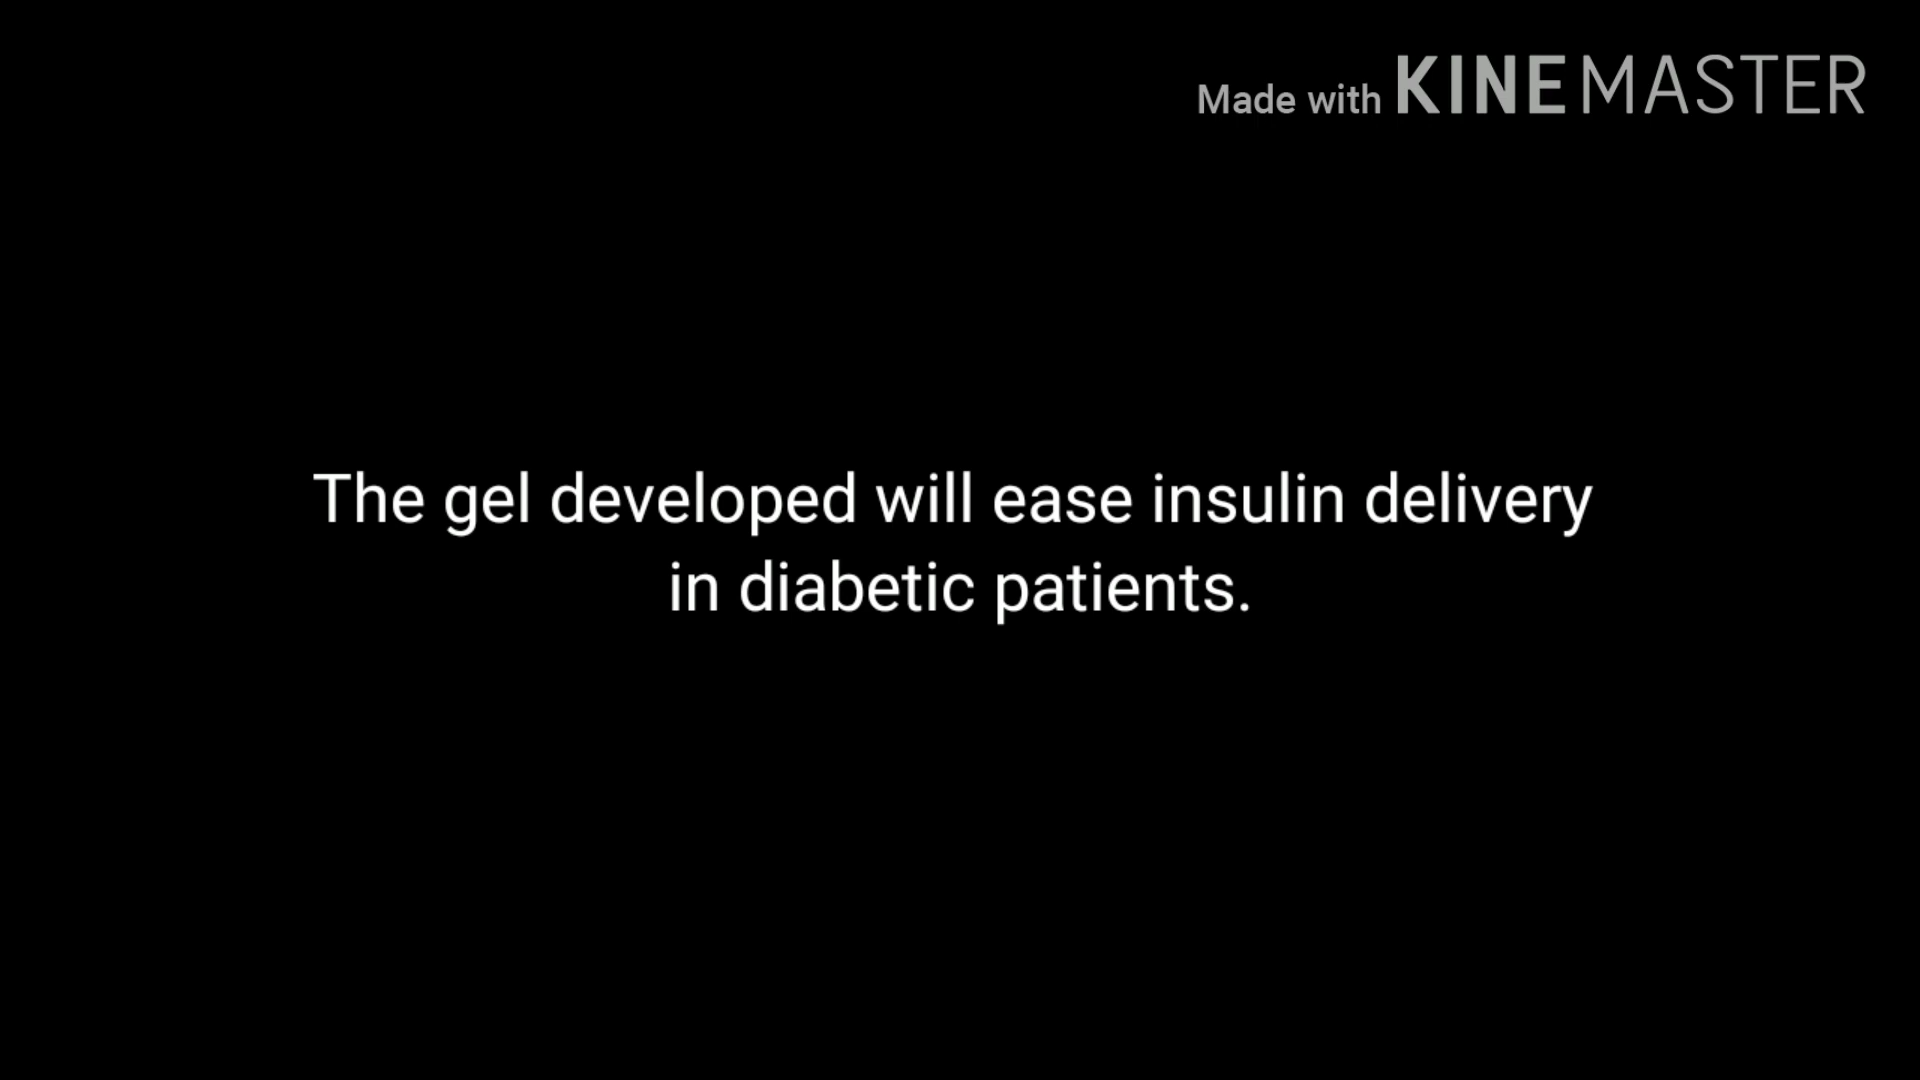 Made with KINEMASTER
The gel developed will ease insulin delivery
in diabetic patients.